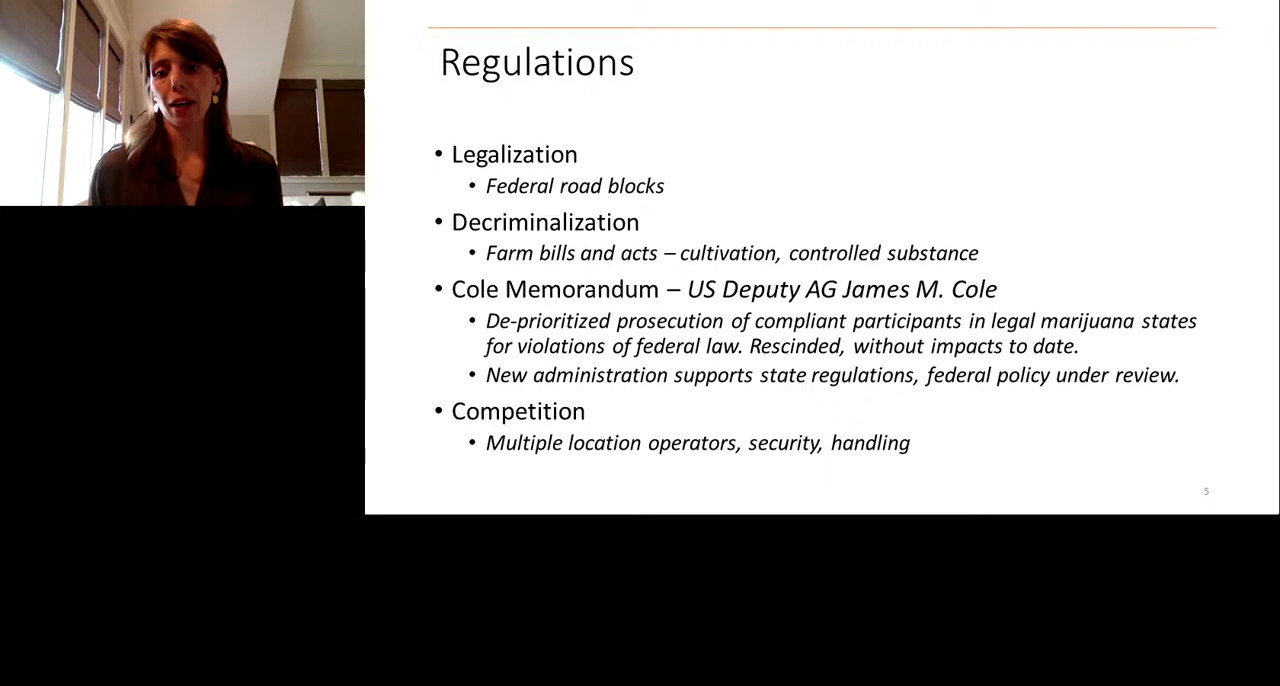 Regulations
• Legalization
• Federal road blocks
• Decriminalization
• Farm bills and acts – cultivation, controlled substance
• Cole Memorandum – US Deputy AG James M. Cole
• De-prioritized prosecution of compliant participants in legal marijuana states
for violations of federal law. Rescinded, without impacts to date.
• New administration supports state regulations, federal policy under review.
• Competition
• Multiple location operators, security, handling
5